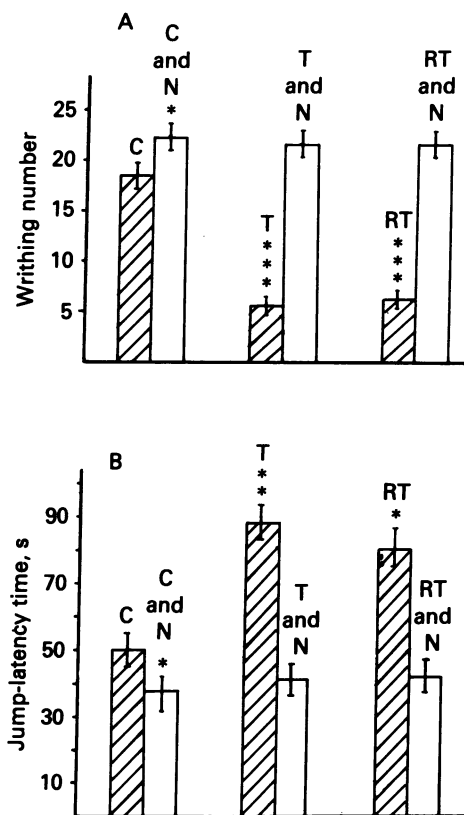 A
C
and
N
*
T
and
N
RT
and
N
C
T
***
RT
***
25
20
15
10
5
Writhing number
B
T
**
RT
*
C
and
N
*
T
and
N
RT
and
N
C
90
70
50
30
10
Jump-latency time, s